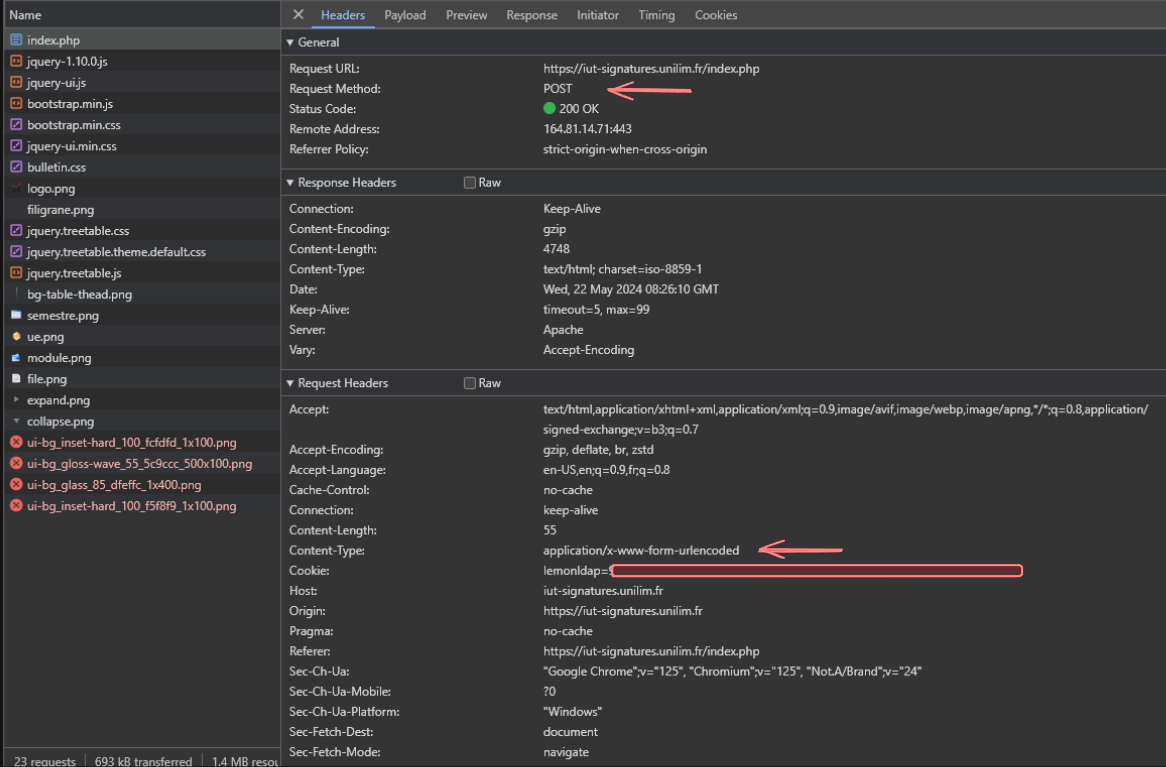 Name
index.php
jquery-1.10.0.js
jquery-ui.js
bootstrap.min.js
bootstrap.min.css
jquery-ui.min.css
bulletin.css
logo.png
filigrane.png
jquery.treetable.css
jquery.treetable.theme.default.css
jquery.treetable.js
bg-table-thead.png
semestre.png
ue.png
module.png
file.png
expand.png
collapse.png
ui-bg_inset-hard_100_fcfdfd_1x100.png
ui-bg_gloss-wave_55_5c9ccc_500x100.png
ui-bg_glass_85_dfeffc_1x400.png
ui-bg_inset-hard_100_f5f8f9_1x100.png
23 requests 693 kB transferred 1.4 MB
Headers Payload Preview Response Initiator Timing Cookies
General
Request URL: https://iut-signatures.unilim.fr/index.php
Request Method: POST
Status Code: 200 OK
Remote Address: 164.81.14.71:443
Referrer Policy: strict-origin-when-cross-origin
Response Headers Raw
Connection: Keep-Alive
Content-Encoding: gzip
Content-Length: 4748
Content-Type: text/html; charset=iso-8859-1
Date: Wed, 22 May 2024 08:26:10 GMT
Keep-Alive: timeout=5, max=99
Server: Apache
Vary: Accept-Encoding
Request Headers Raw
Accept: text/html,application/xhtml+xml,application/xml;q=0.9,image/avif,image/webp,image/apng,*/*;q=0.8,application/
signed-exchange;v=b3;q=0.7
Accept-Encoding: gzip, deflate, br, zstd
Accept-Language: en-US,en;q=0.9,fr;q=0.8
Cache-Control: no-cache
Connection: keep-alive
Content-Length: 55
Content-Type: application/x-www-form-urlencoded
Cookie: lemonldap=
Host: iut-signatures.unilim.fr
Origin: https://iut-signatures.unilim.fr
Pragma: no-cache
Referer: https://iut-signatures.unilim.fr/index.php
Sec-Ch-Ua: "Google Chrome";v="125", "Chromium";v="125", "Not.A/Brand";v="24"
Sec-Ch-Ua-Mobile: ?0
Sec-Ch-Ua-Platform: "Windows"
Sec-Fetch-Dest: document
Sec-Fetch-Mode: navigate